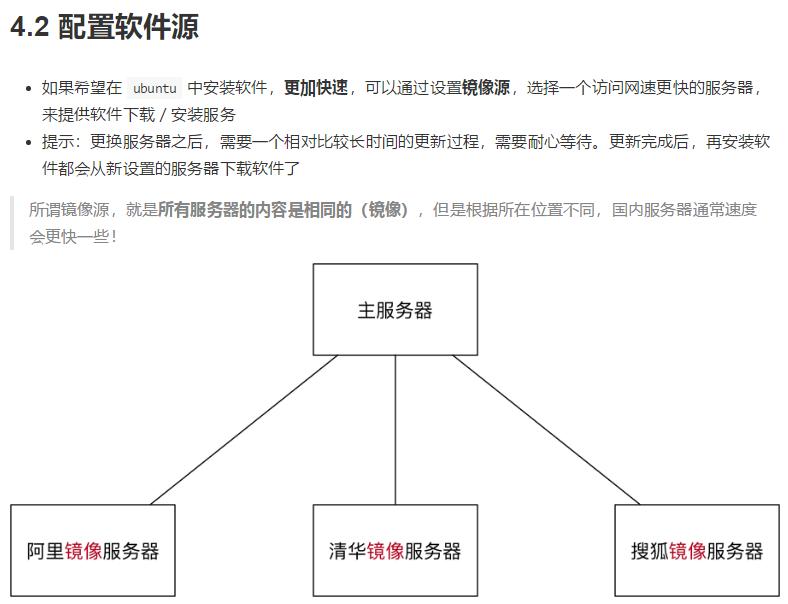 4.2 配置软件源
如果希望在 ubuntu 中安装软件，更加快速，可以通过设置镜像源，选择一个访问网速更快的服务器，
来提供软件下载 / 安装服务
提示：更换服务器之后，需要一个相对比较长时间的更新过程，需要耐心等待。更新完成后，再安装软
件都会从新设置的服务器下载软件了
所谓镜像源，就是所有服务器的内容是相同的（镜像），但是根据所在位置不同，国内服务器通常速度
会更快一些！
主服务器
阿里镜像服务器
清华镜像服务器
搜狐镜像服务器